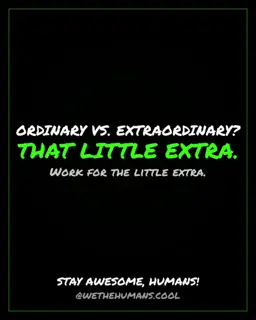 ORDINARY VS. EXTRAORDINARY?
THAT LITTLE EXTRA.
WORK FOR THE LITTLE EXTRA.
STAY AWESOME, HUMANS!
@WETHEHUMANS.COOL